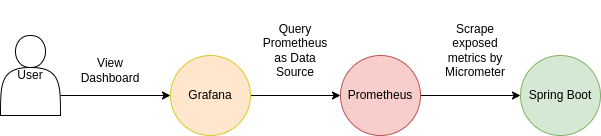 User
View
Dashboard
Grafana
Query
Prometheus
as Data
Source
Prometheus
Scrape
exposed
metrics by
Micrometer
Spring Boot